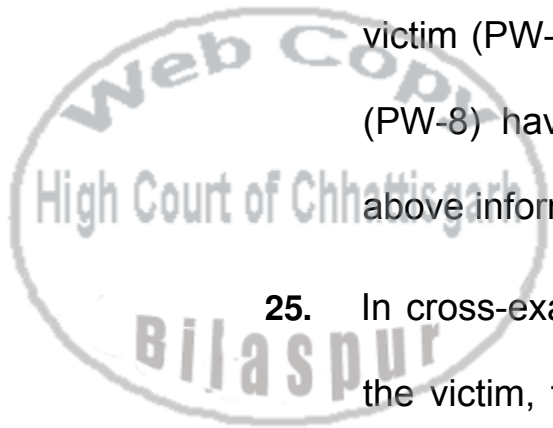 victim (PW-
(PW-8) hav
above infor
25. In cross-exa
the victim, t
Web Copy
High Court of Chhattisgarh
Bilaspur